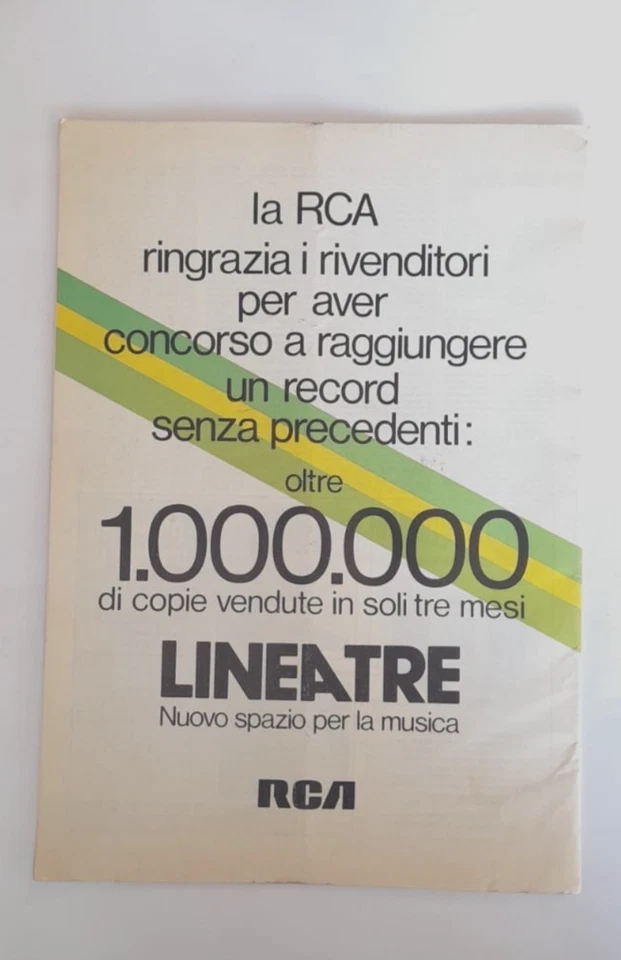 la RCA
ringrazia i rivenditori
per aver
concorso a raggiungere
un record
senza precedenti:
oltre
1.000.000
di copie vendute in soli tre mesi
LINEATRE
Nuovo spazio per la musica
RCA